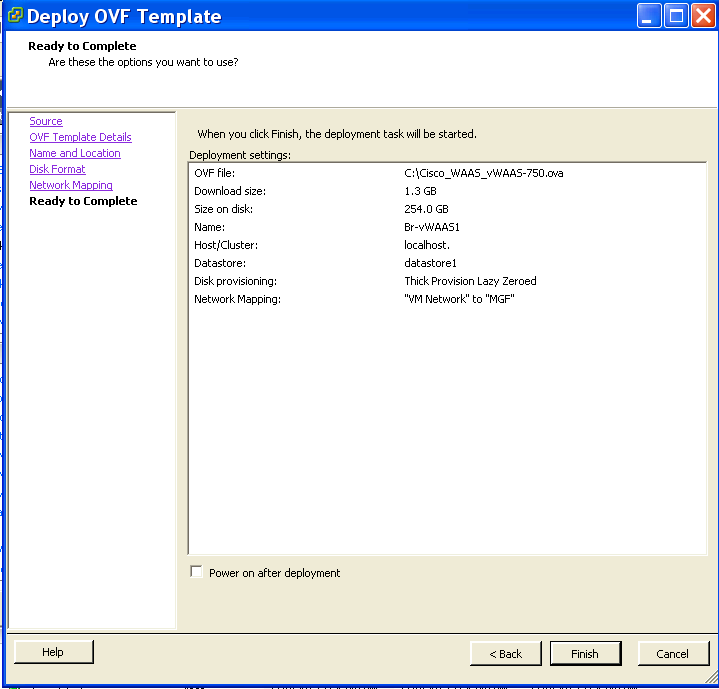 Deploy OVF Template
Ready to Complete
Are these the options you want to use?
Source
OVF Template Details
Name and Location
Disk Format
Network Mapping
Ready to Complete
When you click Finish, the deployment task will be started.
Deployment settings:
OVF file: C:\Cisco_WAAS_vWAAS-750.ova
Download size: 1.3 GB
Size on disk: 254.0 GB
Name: Br-vWAAS1
Host/Cluster: localhost.
Datastore: datastore1
Disk provisioning: Thick Provision Lazy Zeroed
Network Mapping: "VM Network" to "MGF"
Power on after deployment
Help < Back Finish Cancel